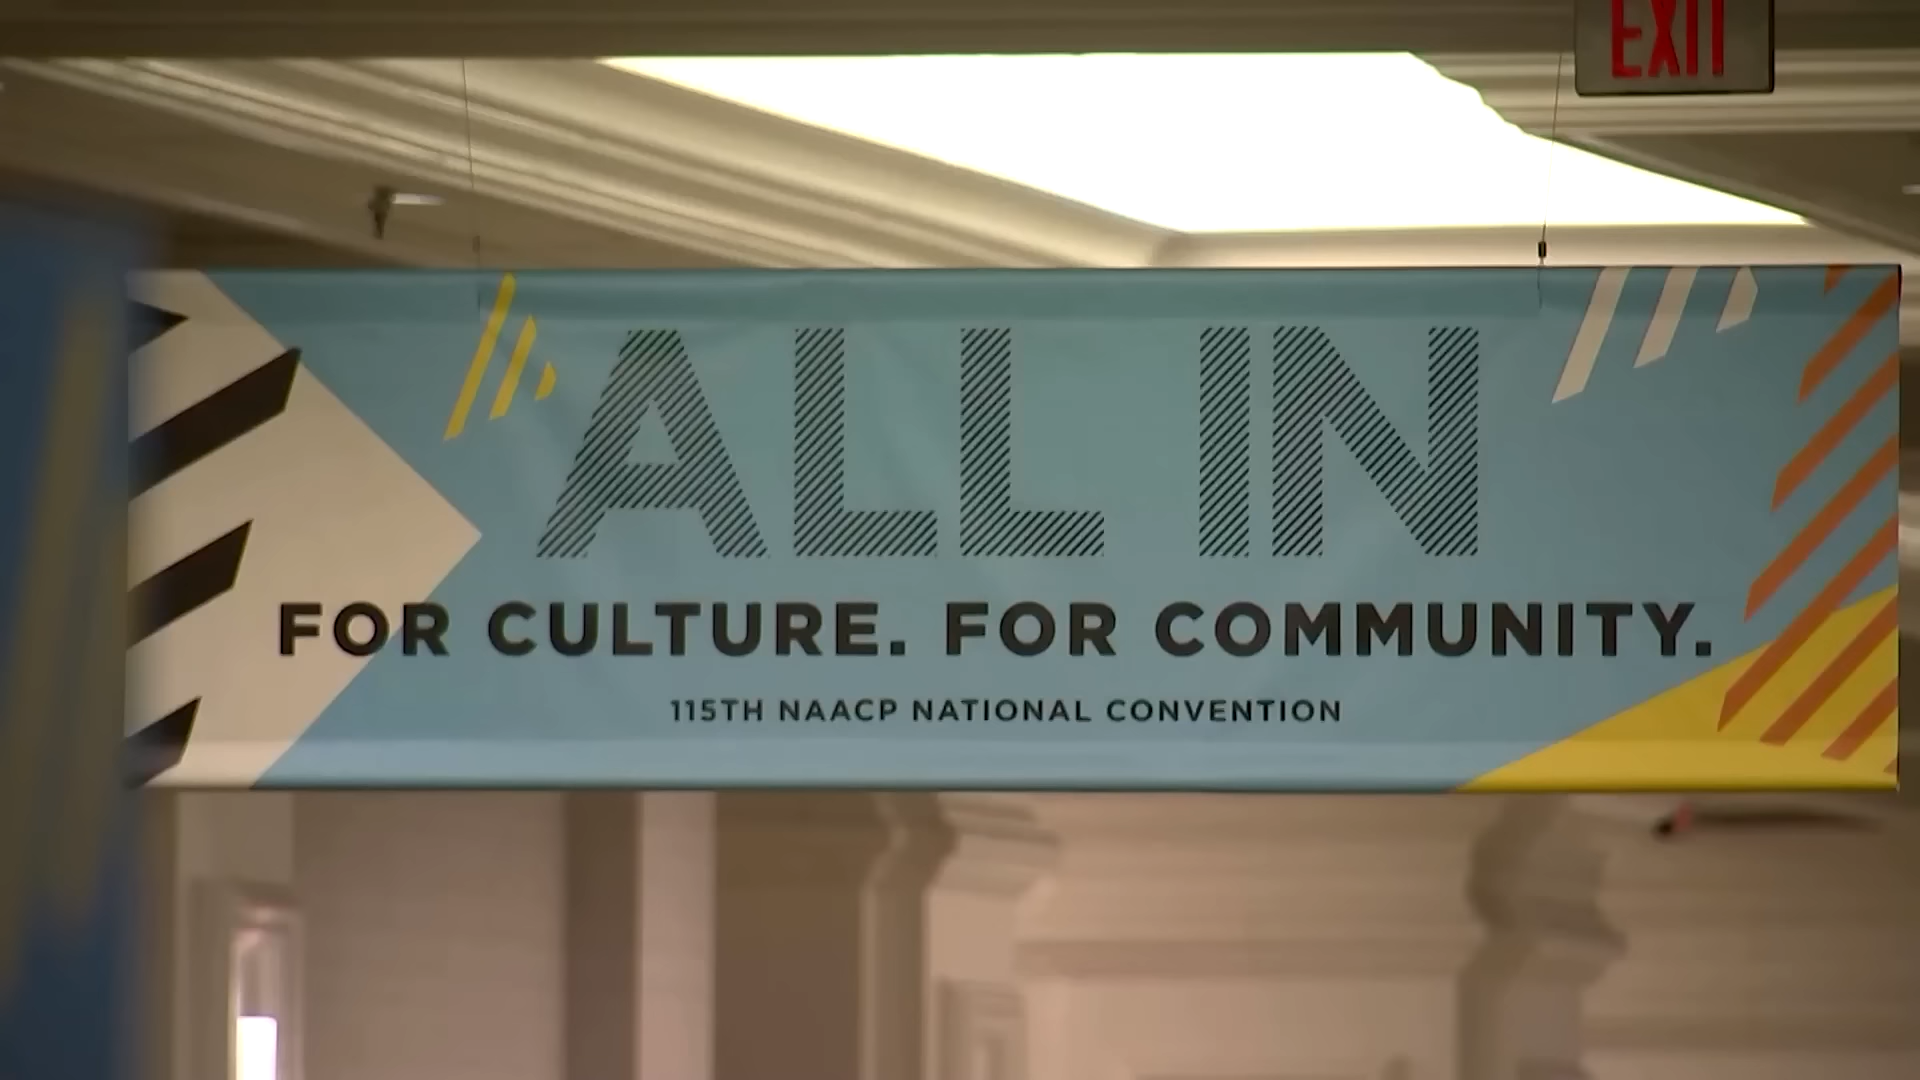 EXIT
ALL IN
FOR CULTURE. FOR COMMUNITY.
115TH NAACP NATIONAL CONVENTION